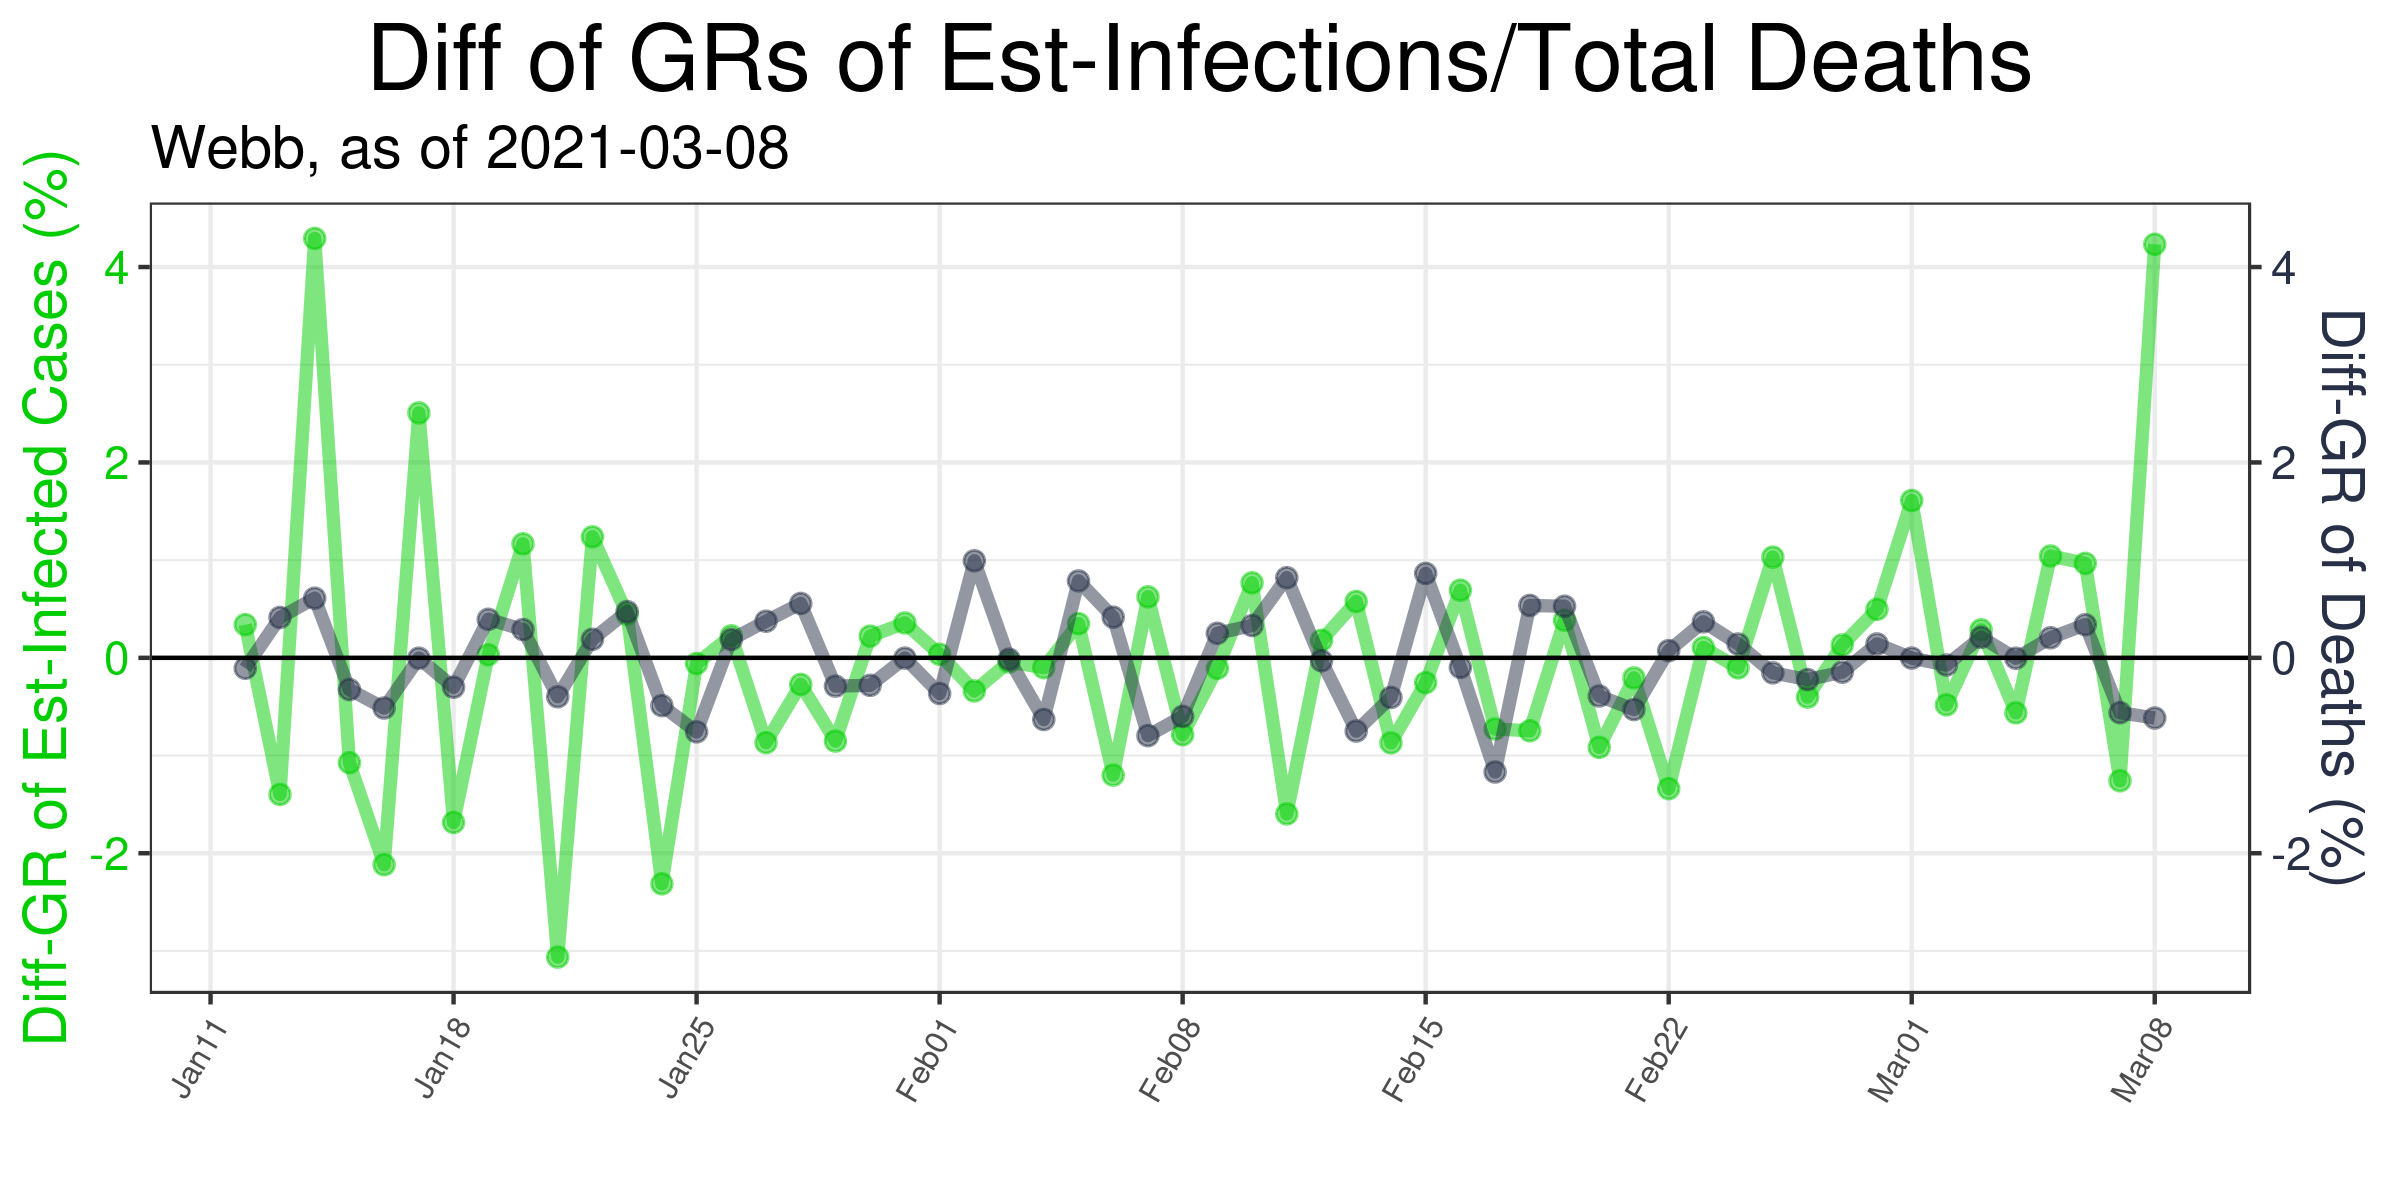 Diff of GRs of Est-Infections/Total Deaths
Webb, as of 2021-03-08
Diff-GR of Est-Infected Cases (%)
4
2
0
-2
4
2
0
-2
Diff-GR of Deaths (%)
Jan11
Jan18
Jan25
Feb01
Feb08
Feb15
Feb22
Mar01
Mar08